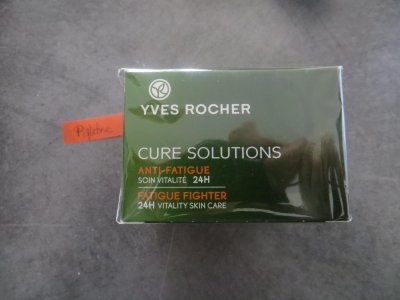 YVES ROCHER
CURE SOLUTIONS
ANTI-FATIGUE
SOIN VITALITÉ 24H
FATIGUE FIGHTER
24H VITALITY SKIN CARE